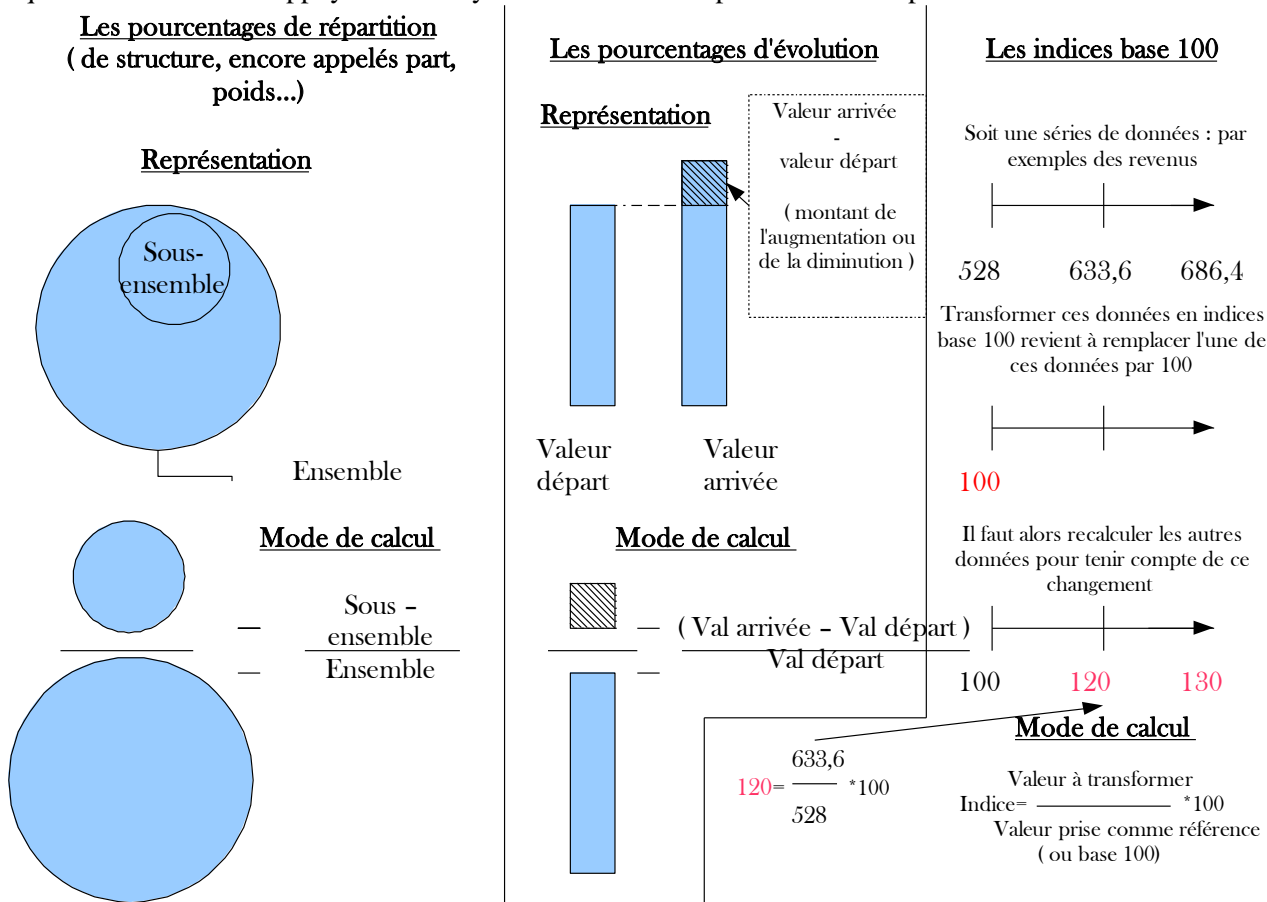 Les pourcentages de répartition
( de structure, encore appelés part,
poids...)
Représentation
Sous-
ensemble
Ensemble
Mode de calcul
Sous –
ensemble
Ensemble
Les pourcentages d'évolution
Représentation
Valeur arrivée
-
valeur départ
( montant de
l'augmentation ou
de la diminution )
Valeur
départ
Valeur
arrivée
Mode de calcul
( Val arrivée – Val départ )
Val départ
Les indices base 100
Soit une séries de données : par
exemples des revenus
528 633,6 686,4
Transformer ces données en indices
base 100 revient à remplacer l'une de
ces données par 100
100
Il faut alors recalculer les autres
données pour tenir compte de ce
changement
100 120 130
Mode de calcul
633,6
120= *100
528
Valeur à transformer
Indice= *100
Valeur prise comme référence
( ou base 100)